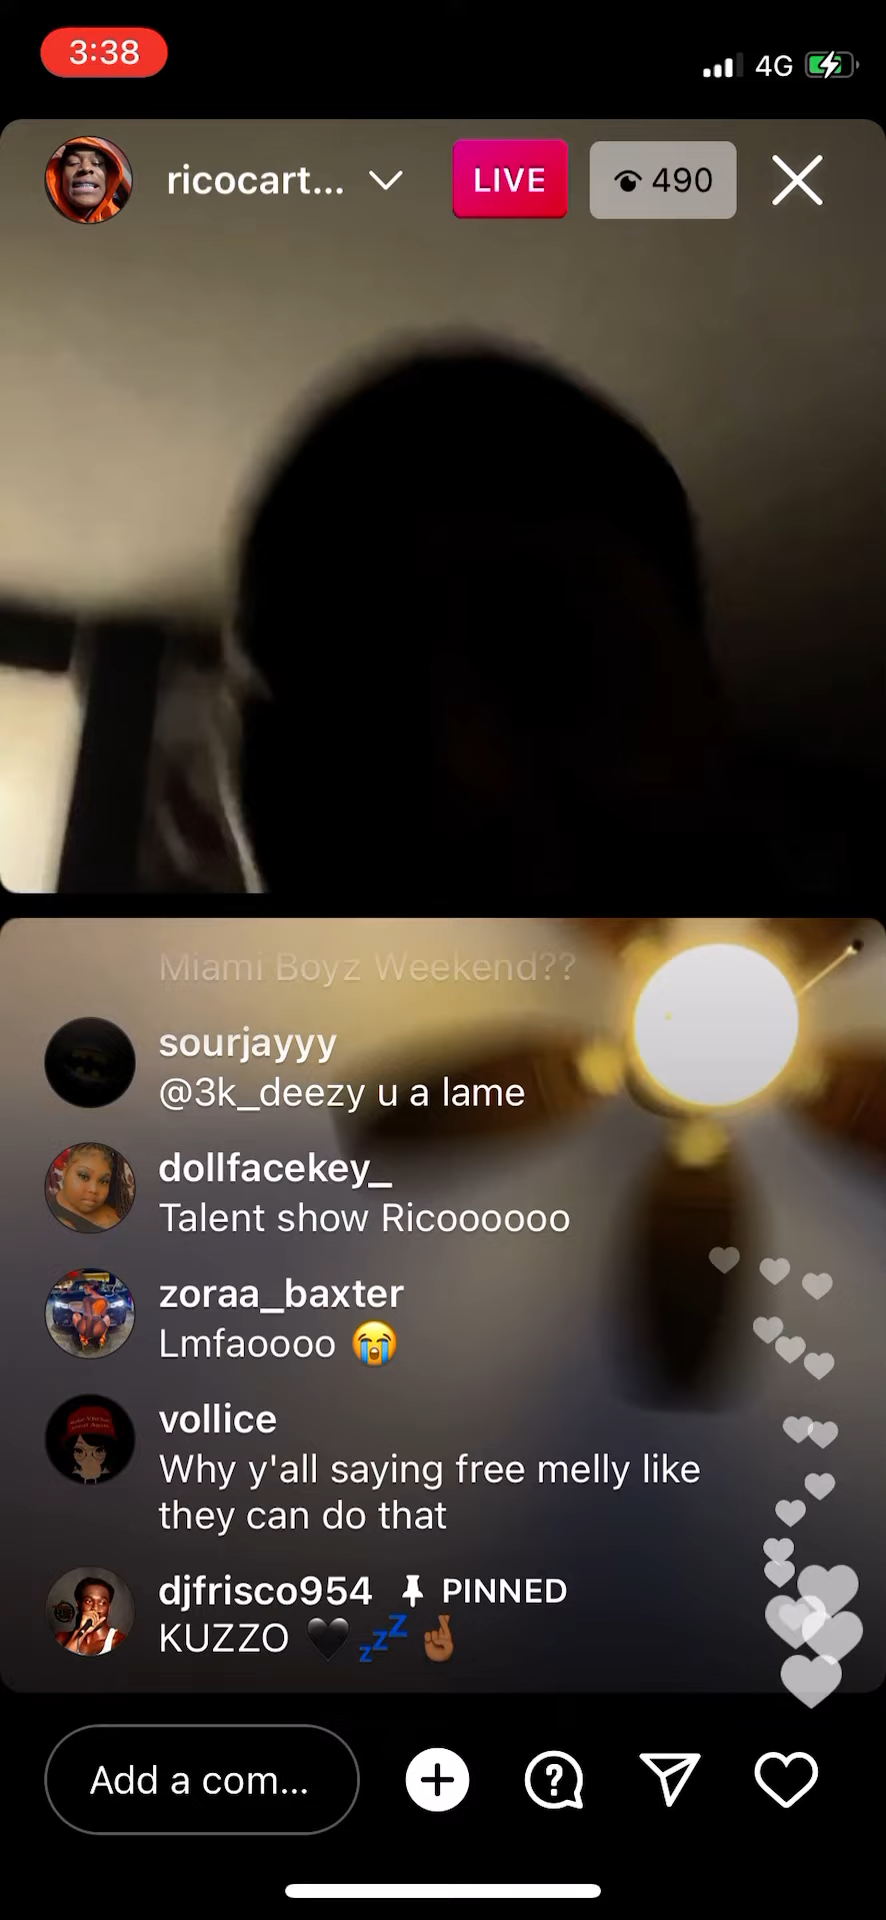 3:38
4G
ricocart...
LIVE
490
Miami Boyz Weekend??
sourjayyy
@3k_deezy u a lame
dollfacekey_
Talent show Ricoooooo
zoraa_baxter
Lmfaoooo 😭
vollice
Why y'all saying free melly like
they can do that
djfrisco954 📌 PINNED
KUZZO 🖤 💤 🤞🏾
Add a com...